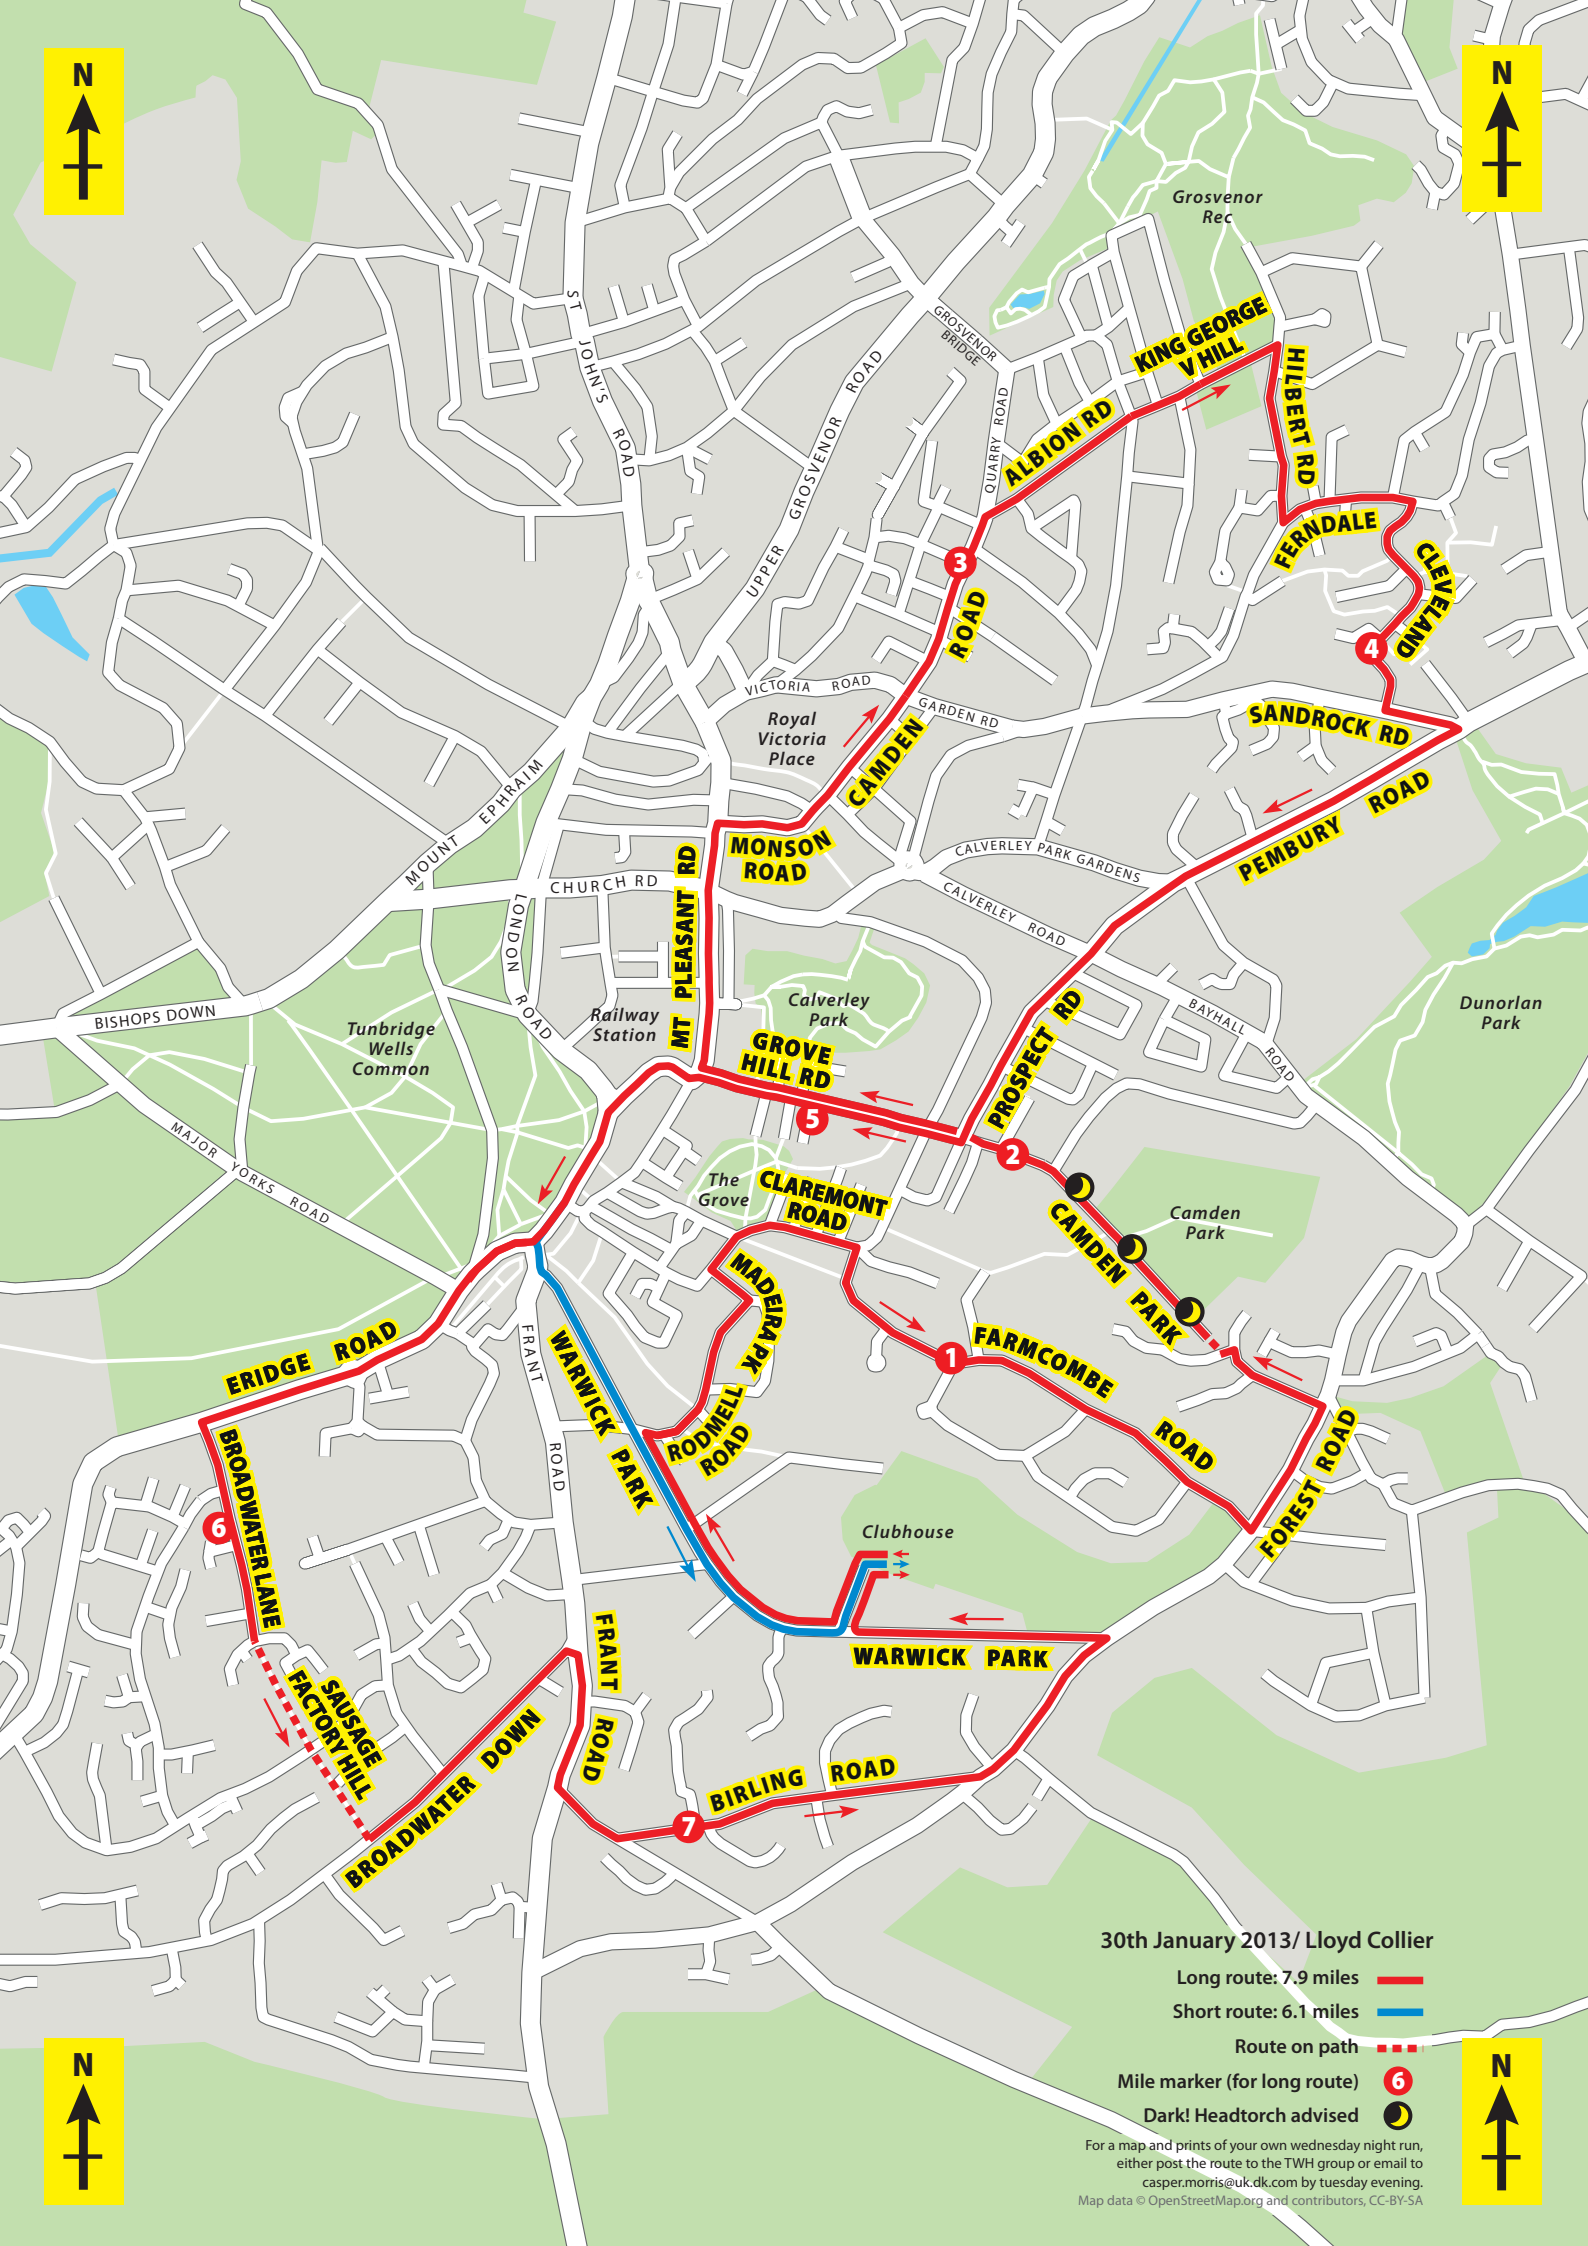 N
N
Grosvenor
Rec
ST JOHN'S ROAD
GROSVENOR
BRIDGE
KING GEORGE
V HILL
HILBERT RD
UPPER GROSVENOR ROAD
QUARRY ROAD
ALBION RD
FERNDALE
CLEVELAND
3
ROAD
4
VICTORIA ROAD
GARDEN RD
SANDROCK RD
Royal
Victoria
Place
CAMDEN
MOUNT EPHRAIM
PEMBURY ROAD
MONSON
ROAD
MT PLEASANT RD
CHURCH RD
CALVERLEY PARK GARDENS
CALVERLEY ROAD
LONDON ROAD
BISHOPS DOWN
Tunbridge
Wells
Common
Railway
Station
Calverley
Park
PROSPECT RD
BAYHALL ROAD
Dunorlan
Park
GROVE
HILL RD
5
2
MAJOR YORKS ROAD
The
Grove
CLAREMONT
ROAD
CAMDEN PARK
Camden
Park
MADEIRA PK
ERIDGE ROAD
FRANT ROAD
WARWICK PARK
1
FARMCOMBE ROAD
RODMELL
ROAD
FOREST ROAD
BROADWATER LANE
6
Clubhouse
WARWICK PARK
FRANT ROAD
SAUSAGE
FACTORY HILL
BROADWATER DOWN
BIRLING ROAD
7
30th January 2013/ Lloyd Collier
Long route: 7.9 miles
Short route: 6.1 miles
Route on path
Mile marker (for long route) 6
Dark! Headtorch advised
For a map and prints of your own wednesday night run,
either post the route to the TWH group or email to
casper.morris@uk.dk.com by tuesday evening.
Map data © OpenStreetMap.org and contributors, CC-BY-SA
N
N